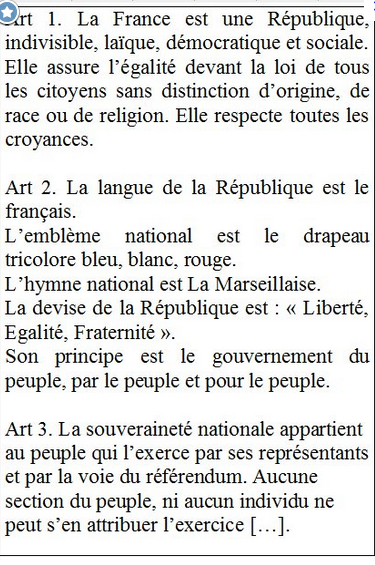 Art 1. La France est une République,
indivisible, laïque, démocratique et sociale.
Elle assure l’égalité devant la loi de tous
les citoyens sans distinction d’origine, de
race ou de religion. Elle respecte toutes les
croyances.
Art 2. La langue de la République est le
français.
L’emblème national est le drapeau
tricolore bleu, blanc, rouge.
L’hymne national est La Marseillaise.
La devise de la République est : « Liberté,
Egalité, Fraternité ».
Son principe est le gouvernement du
peuple, par le peuple et pour le peuple.
Art 3. La souveraineté nationale appartient
au peuple qui l’exerce par ses représentants
et par la voie du référendum. Aucune
section du peuple, ni aucun individu ne
peut s’en attribuer l’exercice […].